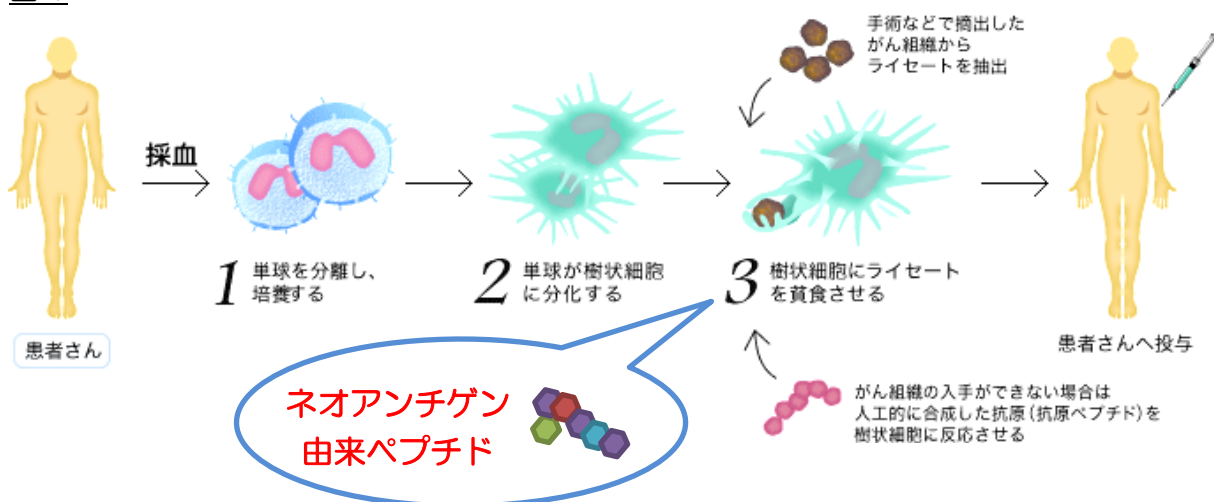 手術などで摘出した
がん組織から
ライセートを抽出
採血
1 単球を分離し、
培養する
2 単球が樹状細胞
に分化する
3 樹状細胞にライセート
を貧食させる
患者さん
患者さんへ投与
ネオアンチゲン
由来ペプチド
がん組織の入手ができない場合は
人工的に合成した抗原(抗原ペプチド)を
樹状細胞に反応させる